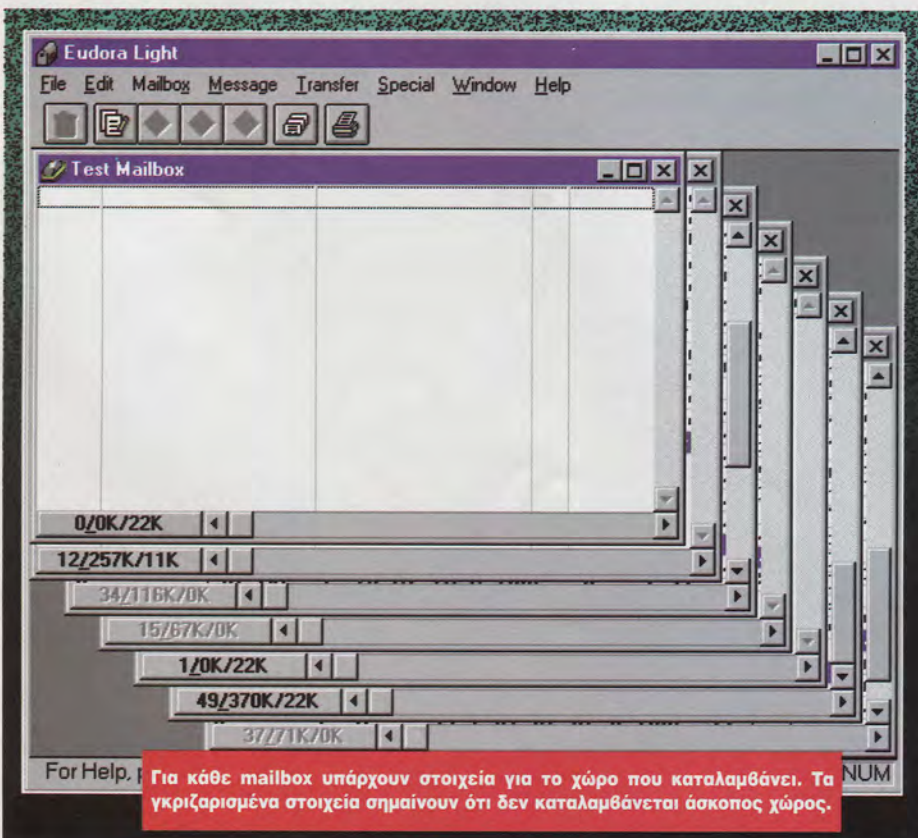 Eudora Light
File Edit Mailbox Message Transfer Special Window Help
Test Mailbox
0/0K/22K
12/257K/11K
34/116K/0K
15/67K/0K
1/0K/22K
49/370K/22K
37/71K/0K
For Help, NUM
Για κάθε mailbox υπάρχουν στοιχεία για το χώρο που καταλαμβάνει. Τα
γκριζαρισμένα στοιχεία σημαίνουν ότι δεν καταλαμβάνεται άσκοπος χώρος.